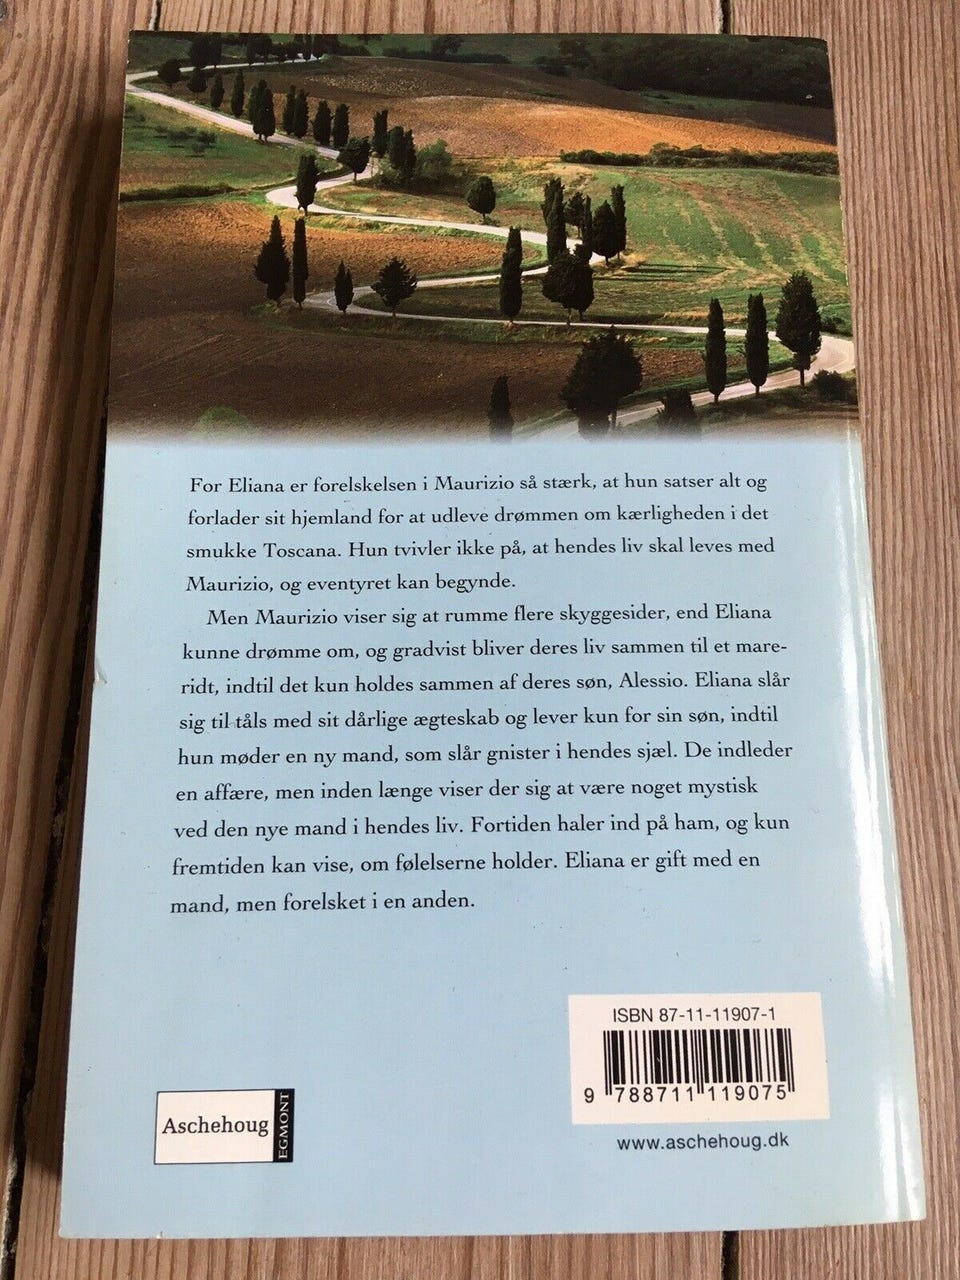 For Eliana er forelskelsen i Maurizio så stærk, at hun satser alt og
forlader sit hjemland for at udleve drømmen om kærligheden i det
smukke Toscana. Hun tvivler ikke på, at hendes liv skal leves med
Maurizio, og eventyret kan begynde.
Men Maurizio viser sig at rumme flere skyggesider, end Eliana
kunne drømme om, og gradvist bliver deres liv sammen til et mare-
ridt, indtil det kun holdes sammen af deres søn, Alessio. Eliana slår
sig til tåls med sit dårlige ægteskab og lever kun for sin søn, indtil
hun møder en ny mand, som slår gnister i hendes sjæl. De indleder
en affære, men inden længe viser der sig at være noget mystisk
ved den nye mand i hendes liv. Fortiden haler ind på ham, og kun
fremtiden kan vise, om følelserne holder. Eliana er gift med en
mand, men forelsket i en anden.
ISBN 87-11-11907-1
9 788711 119075
www.aschehoug.dk
Aschehoug
EGMONT